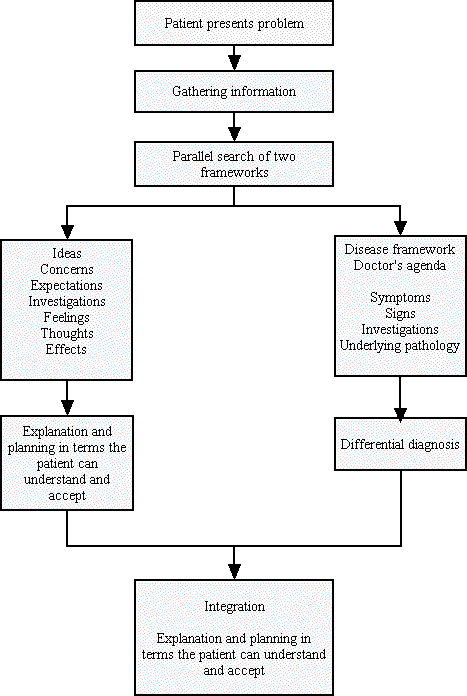 Patient presents problem
Gathering information
Parallel search of two
frameworks
Ideas
Concerns
Expectations
Investigations
Feelings
Thoughts
Effects
Disease framework
Doctor's agenda
Symptoms
Signs
Investigations
Underlying pathology
Explanation and
planning in terms the
patient can
understand and
accept
Differential diagnosis
Integration
Explanation and planning in
terms the patient can understand
and accept